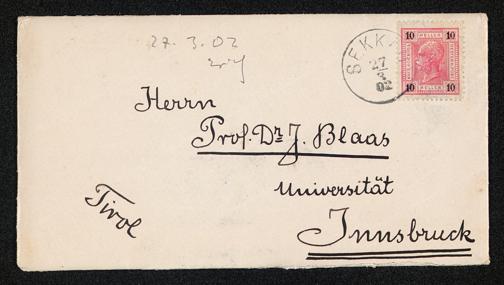 27. 3. 02
10 HELLER 10
10 HELLER 10
SEKKA
27
3
02
Herrn
Prof. Dr J. Blaas
Universität
Innsbruck
Tirol